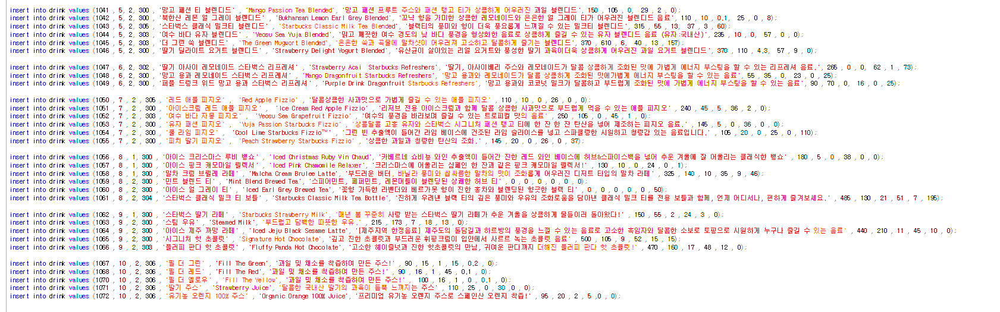 insert into drink values (1041 , 5, 2, 300 , '망고 패션 티 블렌디드' , 'Mango Passion Tea Blended', '망고 패션 프루트 주스와 패션 탱고 티가 상큼하게 어우러진 과일 블렌디드', 150 , 105 , 0, 29 , 2 , 0);
insert into drink values (1042 , 5, 2, 300 , '북한산 레몬 얼 그레이 블렌디드' , 'Bukhansan Lemon Earl Grey Blended', '꼬냑 향을 가미한 상큼한 레모네이드와 은은한 얼 그레이 티가 어우러진 블렌디드 음료', 110 , 10 , 0.1, 25 , 0 , 8);
insert into drink values (1043 , 5, 2, 305 , '스타벅스 클래식 밀크티 블렌디드' , 'Starbucks Classic Milk Tea Blended', '블랙티의 풍미와 향이 더욱 풍요롭게 느껴질 수 있는 밀크티 블렌디드', 315 , 55 , 13, 37 , 3 , 60);
insert into drink values (1044 , 5, 2, 303 , '여수 바다 유자 블렌디드' , 'Yeosu Sea Yuja Blended', '맑고 깨끗한 여수 경도의 낮 바다 풍경을 형상화한 음료로 상큼하게 즐길 수 있는 유자 블렌디드 음료 (유자:국내산)', 235 , 10 , 0, 57 , 0 , 0);
insert into drink values (1045 , 5, 2, 303 , '더 그린 쑥 블렌디드' , 'The Green Mugwort Blended', '은은한 쑥과 곡물에 말차샷이 어우러져 고소하고 달콤하게 즐기는 블렌디드', 370 , 610 , 6, 40 , 13 , 157);
insert into drink values (1046 , 5, 2, 300 , '딸기 딜라이트 요거트 블렌디드' , 'Strawberry Delight Yogurt Blended', '유산균이 살아있는 리얼 요거트와 풍성한 딸기 과육이더욱 상큼하게 어우러진 과일 요거트 블렌디드', 370 , 110 , 4.3, 57 , 9 , 0);
insert into drink values (1047 , 6, 2, 302 , '딸기 아사이 레모네이드 스타벅스 리프레셔' , 'Strawberry Acai  Starbucks Refreshers', '딸기, 아사이베리 주스와 레모네이드가 달콤 상큼하게 조화된 맛에 가볍게 에너지 부스팅을 할 수 있는 리프레셔 음료.', 265 , 0 , 0, 62 , 1 , 73);
insert into drink values (1048 , 6, 2, 300 , '망고 용과 레모네이드 스타벅스 리프레셔' , 'Mango Dragonfruit Starbucks Refreshers', '망고 용과와 레모네이드가 달콤 상큼하게 조화된 맛에가볍게 에너지 부스팅을 할 수 있는 음료', 55 , 35 , 0, 23 , 0 , 25);
insert into drink values (1049 , 6, 2, 300 , '퍼플 드링크 위드 망고 용과 스타벅스 리프레셔' , 'Purple Drink Dragonfruit Starbucks Refreshers', '망고 용과와 코코넛 밀크가 달콤하고 부드럽게 조화된 맛에 가볍게 에너지 부스팅을 할 수 있는 음료', 90 , 70 , 0, 16 , 0 , 25);
insert into drink values (1050 , 7 , 2, 305 , '레드 애플 피지오' , 'Red Apple Fizzio' , '달콤상큼한 사과맛으로 가볍게 즐길 수 있는 애플 피지오' , 110 , 10 , 0 , 26 , 0 , 0);
insert into drink values (1051 , 7 , 2, 300 , '아이스크림 레드 애플 피지오' , 'Ice Cream Red Apple Fizzio' , '리저브 전용 아이스크림과 함께 달콤 상큼한 사과맛으로 부드럽게 먹을 수 있는 애플 피지오' , 240 , 45 , 5 , 36 , 2 , 0);
insert into drink values (1052 , 7 , 2, 303 , '여수 바다 자몽 피지오' , 'Yeosu Sea Grapefruit Fizzio' , '여수의 풍경을 바라보며 즐길 수 있는 트로피컬 맛의 음료' , 250 , 105 , 0 , 45 , 1 , 0);
insert into drink values (1053 , 7 , 2, 300 , '유자 패션 피지오' , 'Yuja Passion Starbucks Fizzio' , '상콤달콤 고흥 유자와 스타벅스 시그니처 패션 탱고 티에 한 잔 한 잔 탄산을 넣어 제조하는 피지오 음료.' , 145 , 5 , 0 , 36 , 0 , 0);
insert into drink values (1054 , 7 , 2, 300 , '쿨 라임 피지오' , 'Cool Lime Starbucks Fizzio™' , '그린 빈 추출액이 들어간 라임 베이스에 건조된 라임 슬라이스를 넣고 스파클링한 시원하고 청량감 있는 음료입니다.' , 105 , 20 , 0 , 25 , 0 , 110);
insert into drink values (1055 , 7 , 2, 300 , '피치 딸기 피지오' , 'Peach Strawberry Starbucks Fizzio' , '상큼한 과일과 청량한 탄산의 조화.' , 145 , 20 , 0 , 26 , 0 , 37);
insert into drink values (1056 , 8 , 1, 300 , '아이스 크리스마스 루비 뱅쇼' , 'Iced Christmas Ruby Vin Chaud' , '카베르네 쇼비뇽 와인 추출액이 들어간 진한 레드 와인 베이스에 허브&스파이스백을 넣어 추운 겨울에 잘 어울리는 클래식한 뱅쇼' , 180 , 5 , 0 , 38 , 0 , 0);
insert into drink values (1057 , 8 , 1, 300 , '아이스 핑크 캐모마일 릴렉서' , 'Iced Pink Chamomile Relaxer', '크리스마스에 어울리는 샴페인 한 잔과 같은 핑크 캐모마일 릴렉서!' , 130 , 10 , 0 , 24 , 0 , 1);
insert into drink values (1058 , 8 , 1, 300 , '말차 크림 브륄레 라떼' , 'Malcha Cream Brulee Latte' , '부드러운 버터, 바닐라 풍미와 쌉싸름한 말차의 맛이 조화롭게 어우러진 디저트 타입의 말차 라떼' , 325 , 140 , 10 , 35 , 9 , 46);
insert into drink values (1059 , 8 , 2, 300 , '민트 블렌드 티' , 'Mint Blend Brewed Tea', '스피어민트, 페퍼민트, 레몬머틀이 블렌딩된 상쾌한 허브 티' , 0 , 0 , 0 , 0 , 0 , 0);
insert into drink values (1060 , 8 , 2, 300 , '아이스 얼 그레이 티' , 'Iced Earl Grey Brewed Tea', '꽃향 가득한 라벤더와 베르가못 향이 진한 홍차와 블렌딩된 향긋한 블랙 티' , 0 , 0 , 0 , 0 , 0 , 50);
insert into drink values (1061 , 8 , 2, 304 , '스타벅스 클래식 밀크 티 보틀' , 'Starbucks Classic Milk Tea Bottle', '진하게 우려낸 블랙 티의 깊은 풍미와 우유의 조화로움을 담아낸 클래식 밀크 티를 전용 보틀과 함께, 언제 어디서나, 편하게 즐겨보세요.' , 485 , 130 , 21 , 51 , 7 , 195);
insert into drink values (1062 , 9 , 1, 300 , '스타벅스 딸기 라떼' , 'Starbucks Strawberry Milk', '매년 봄 꾸준히 사랑 받는 스타벅스 딸기 라떼가 추운 겨울을 상큼하게 물들이러 돌아왔다!' , 150 , 55 , 2 , 24 , 3 , 0);
insert into drink values (1063 , 9 , 2, 300 , '스팀 우유' , 'Steamed Milk', '부드럽고 담백한 따뜻한 우유.' , 215 , 173 , 7 , 18 , 13 , 0);
insert into drink values (1064 , 9 , 2, 300 , '아이스 제주 까망 라떼' , 'Iced Jeju Black Sesame Latte', '[제주지역 한정음료] 제주도의 돌담길과 하르방의 풍경을 느낄 수 있는 음료로 고소한 흑임자와 달콤한 소보로 토핑으로 시원하게 누구나 즐길 수 있는 음료' , 440 , 210 , 11 , 45 , 10 , 0);
insert into drink values (1065 , 9 , 2, 300 , '시그니처 핫 초콜릿' , 'Signature Hot Chocolate', '깊고 진한 초콜릿과 부드러운 휘핑크림이 입안에서 사르르 녹는 초콜릿 음료' , 500 , 105 , 9 , 52 , 15 , 15);
insert into drink values (1066 , 9 , 2, 303 , '플러피 판다 핫 초콜릿' , 'Fluffy Panda Hot Chocolate', '고소한 헤이즐넛과 진한 핫초콜릿의 만남, 귀여운 판다까지 더해진 플러피 판다 핫 초콜릿!' , 470 , 160 , 17 , 48 , 12 , 0);
insert into drink values (1067 , 10 , 2, 306 , '필 더 그린' , 'Fill The Green', '과일 및 채소를 착즙하여 만든 주스!' , 90 , 15 , 1 , 15 , 0.2 , 0);
insert into drink values (1068 , 10 , 2, 306 , '필 더 레드' , 'Fill The Red', '과일 및 채소를 착즙하여 만든 주스!' , 90 , 16 , 1 , 45 , 0.1 , 0);
insert into drink values (1070 , 10 , 2, 306 , '필 더 옐로우' , 'Fill The Yellow', '과일 및 채소를 착즙하여 만든 주스!' , 100 , 16 , 1 , 0 , 0.1 , 0);
insert into drink values (1071 , 10 , 2, 306 , '딸기 주스' , 'Strawberry Juice', '달콤한 국내산 딸기의 과육이 듬뿍 느껴지는 주스' , 110 , 25 , 0 , 30 ,0 , 0);
insert into drink values (1072 , 10 , 2, 306 , '유기농 오렌지 100% 주스' , 'Organic Orange 100% Juice', '프리미엄 유기농 오렌지 주스로 스페인산 오렌지 착즙!' , 95 , 20 , 2 , 5 ,0 , 0);